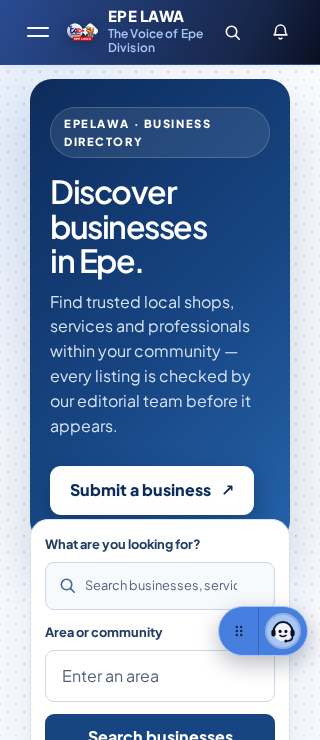 EPE LAWA
The Voice of Epe
Division
EPELAWA · BUSINESS
DIRECTORY
Discover
businesses
in Epe.
Find trusted local shops,
services and professionals
within your community —
every listing is checked by
our editorial team before it
appears.
Submit a business ↗
What are you looking for?
Search businesses, servic
Area or community
Enter an area
Search businesses